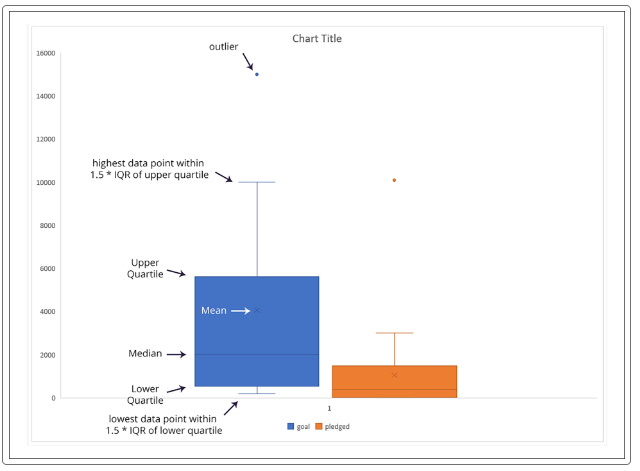 Chart Title
outlier
16000
14000
12000
highest data point within
1.5 * IQR of upper quartile
10000
8000
Upper
Quartile
6000
Mean
4000
Median
2000
Lower
Quartile
0
lowest data point within
1.5 * IQR of lower quartile
1
goal pledged